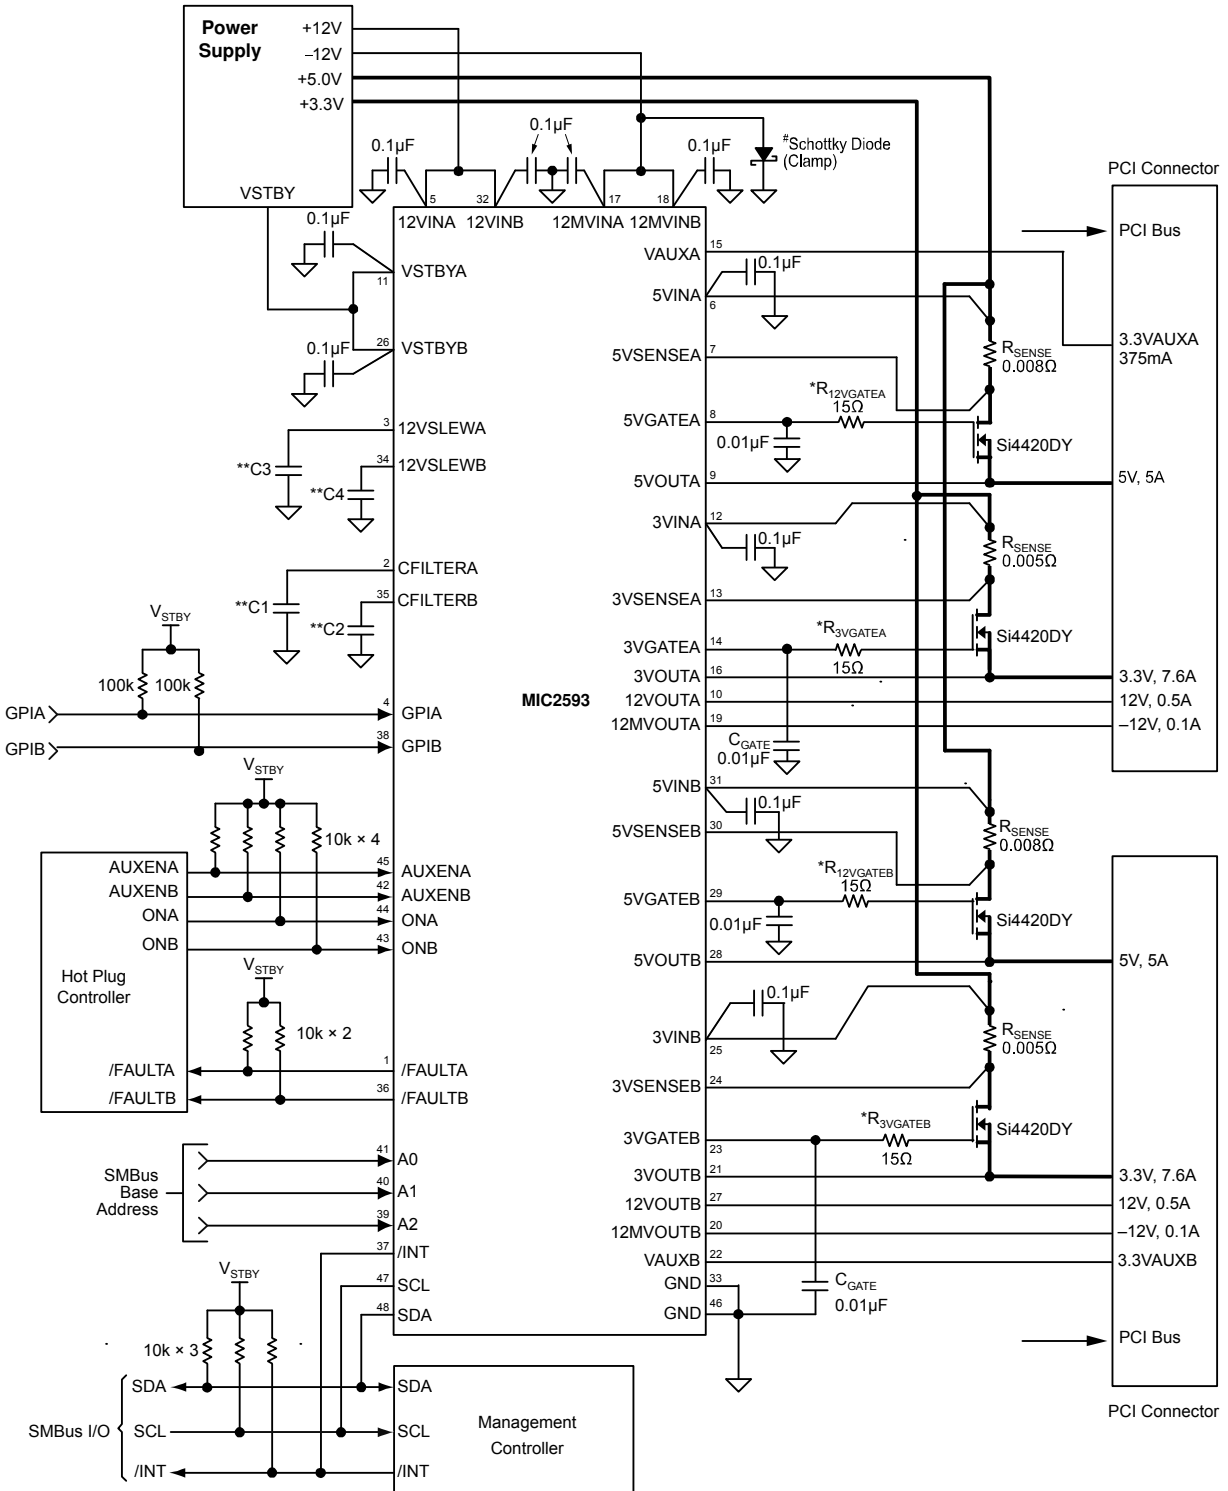 Power
Supply
+12V
–12V
+5.0V
+3.3V
VSTBY
0.1µF
0.1µF
0.1µF
#Schottky Diode
(Clamp)
PCI Connector
5
32
17
18
12VINA
12VINB
12MVINA
12MVINB
0.1µF
VSTBYA
11
0.1µF
26
VSTBYB
3
12VSLEWA
**C3
34
12VSLEWB
**C4
2
CFILTERA
**C1
35
CFILTERB
**C2
VSTBY
100k
100k
GPIA
4
GPIA
GPIB
38
GPIB
VSTBY
10k × 4
Hot Plug
Controller
AUXENA
45
AUXENA
AUXENB
42
AUXENB
ONA
44
ONA
ONB
43
ONB
VSTBY
10k × 2
/FAULTA
1
/FAULTA
/FAULTB
36
/FAULTB
SMBus
Base
Address
41
A0
40
A1
39
A2
37
/INT
47
SCL
48
SDA
VSTBY
10k × 3
SMBus I/O
SDA
SCL
/INT
SDA
SCL
/INT
Management
Controller
MIC2593
VAUXA
15
5VINA
6
0.1µF
5VSENSEA
7
*R12VGATEA
15Ω
5VGATEA
8
0.01µF
5VOUTA
9
3VINA
12
0.1µF
3VSENSEA
13
*R3VGATEA
15Ω
3VGATEA
14
3VOUTA
16
12VOUTA
10
12MVOUTA
19
CGATE
0.01µF
5VINB
31
0.1µF
5VSENSEB
30
*R12VGATEB
15Ω
5VGATEB
29
0.01µF
5VOUTB
28
0.1µF
3VINB
25
3VSENSEB
24
*R3VGATEB
15Ω
3VGATEB
23
3VOUTB
21
12VOUTB
27
12MVOUTB
20
VAUXB
22
GND
33
GND
46
CGATE
0.01µF
RSENSE
0.008Ω
Si4420DY
RSENSE
0.005Ω
Si4420DY
RSENSE
0.008Ω
Si4420DY
RSENSE
0.005Ω
Si4420DY
PCI Bus
3.3VAUXA
375mA
5V, 5A
3.3V, 7.6A
12V, 0.5A
–12V, 0.1A
5V, 5A
3.3V, 7.6A
12V, 0.5A
–12V, 0.1A
3.3VAUXB
PCI Bus
PCI Connector